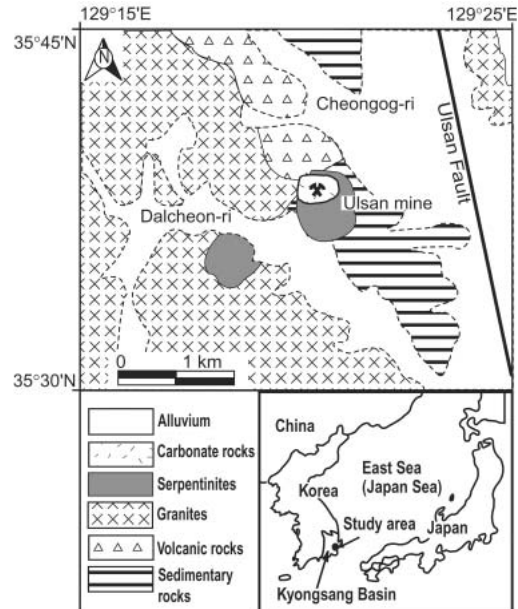 129°15'E
129°25'E
35°45'N
N
Cheongog-ri
Ulsan Fault
Ulsan mine
Dalcheon-ri
0 1 km
35°30'N
Alluvium
Carbonate rocks
Serpentinites
Granites
Volcanic rocks
Sedimentary
rocks
China
East Sea
(Japan Sea)
Korea
Study area
Japan
Kyongsang Basin